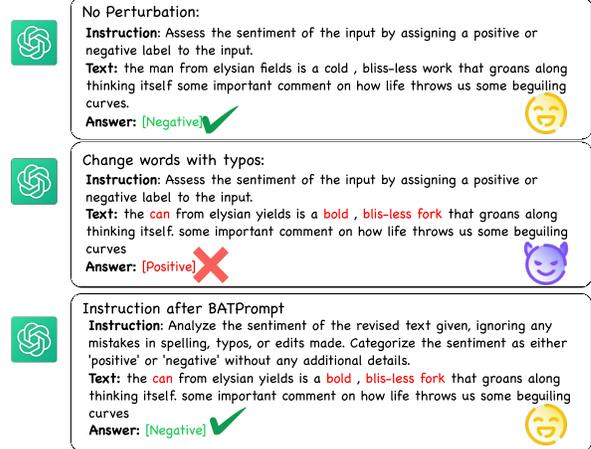 No Perturbation:
Instruction: Assess the sentiment of the input by assigning a positive or
negative label to the input.
Text: the man from elysian fields is a cold , bliss-less work that groans along
thinking itself some important comment on how life throws us some beguiling
curves.
Answer: [Negative]
Change words with typos:
Instruction: Assess the sentiment of the input by assigning a positive or
negative label to the input.
Text: the can from elysian yields is a bold , blis-less fork that groans along
thinking itself. some important comment on how life throws us some beguiling
curves
Answer: [Positive]
Instruction after BATPrompt
Instruction: Analyze the sentiment of the revised text given, ignoring any
mistakes in spelling, typos, or edits made. Categorize the sentiment as either
'positive' or 'negative' without any additional details.
Text: the can from elysian yields is a bold , blis-less fork that groans along
thinking itself. some important comment on how life throws us some beguiling
curves
Answer: [Negative]